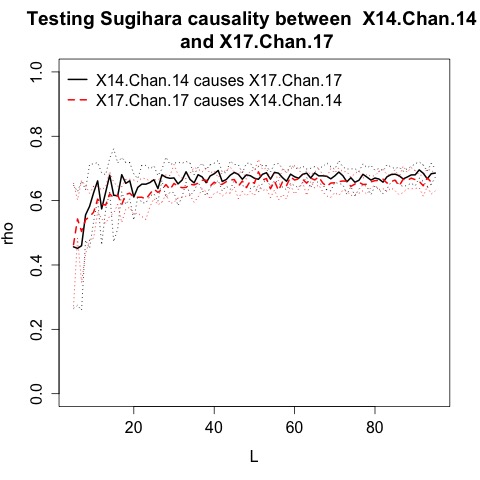 Testing Sugihara causality between  X14.Chan.14
and X17.Chan.17
X14.Chan.14 causes X17.Chan.17
X17.Chan.17 causes X14.Chan.14
1.0
0.8
0.6
0.4
0.2
0.0
rho
20
40
60
80
L